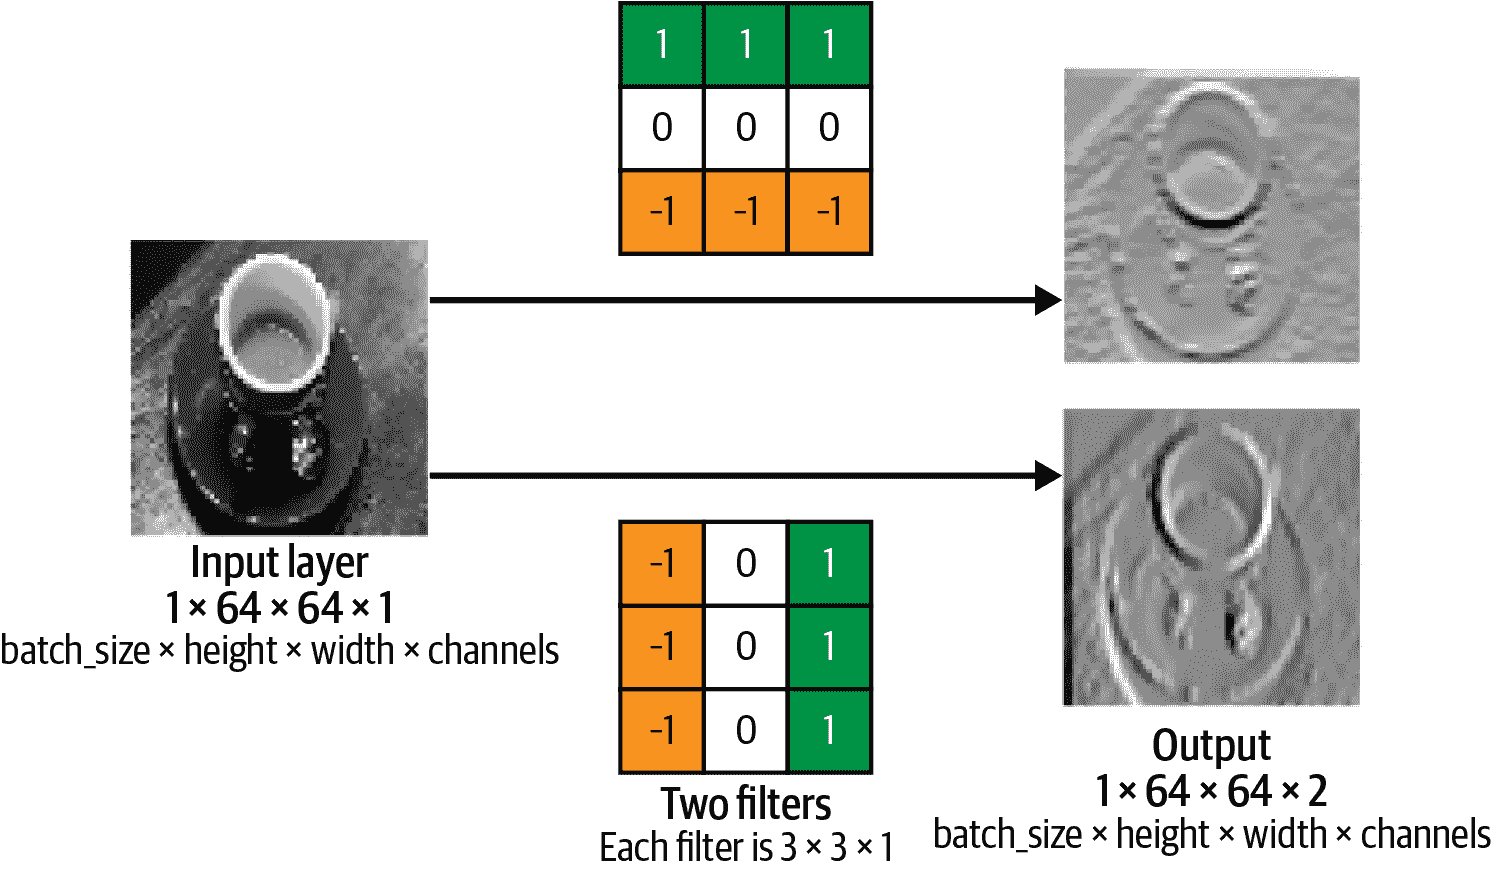 1 1 1
0 0 0
-1 -1 -1
Input layer
1 × 64 × 64 × 1
batch_size × height × width × channels
-1 0 1
-1 0 1
-1 0 1
Two filters
Each filter is 3 × 3 × 1
Output
1 × 64 × 64 × 2
batch_size × height × width × channels